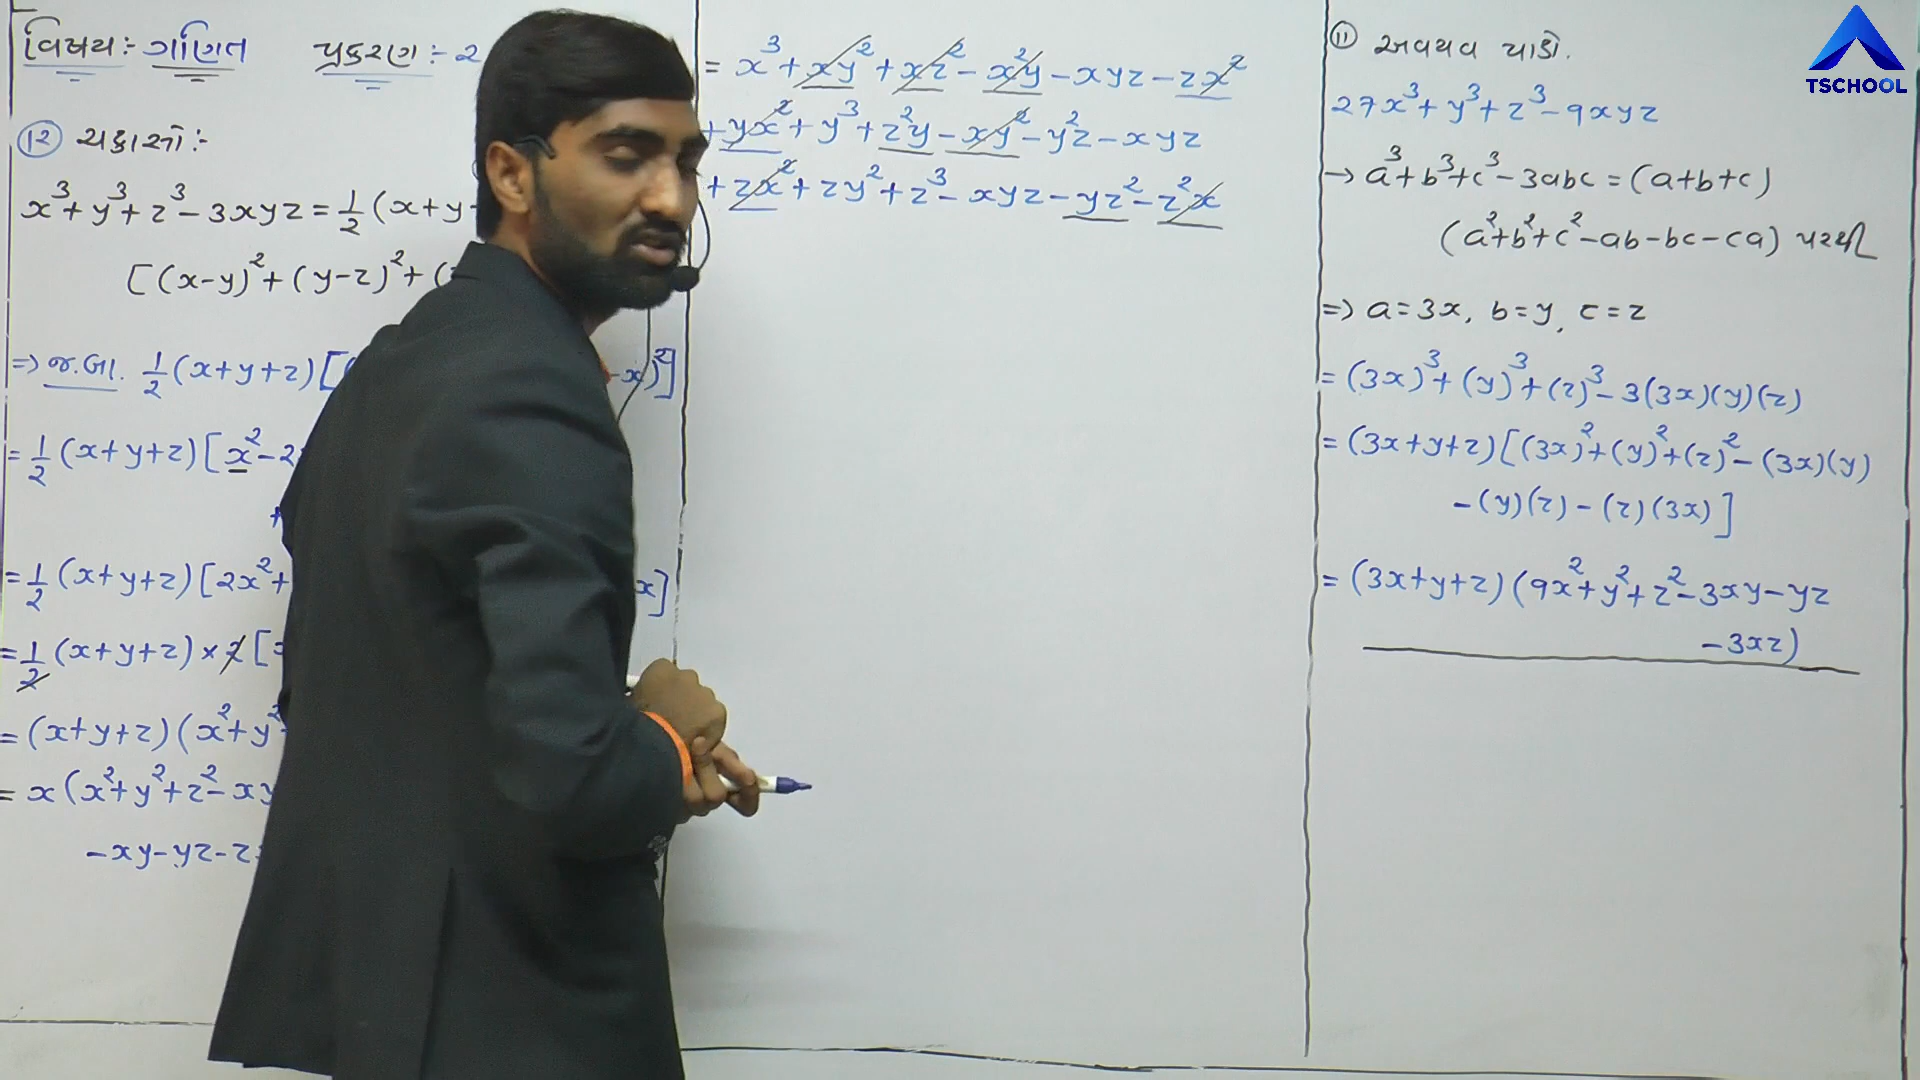 વિષય:- ગણિત પ્રકરણ:- ૨
(૧૨) ચકાસો:-
x³+y³+z³-3xyz=½(x+y+
[(x-y)²+(y-z)²+(
=> જ.બા. ½(x+y+z)[( -x)²]
=½(x+y+z)[x²-2
+
=½(x+y+z)[2x²+ x]
=½(x+y+z)×2[
=(x+y+z)(x²+y²
=x(x²+y²+z²-xy
-xy-yz-z
=x³+xy²+xz²-x²y-xyz-zx²
+yx²+y³+z²y-xy²-y²z-xyz
+zx²+zy²+z³-xyz-yz²-z²x
(11) અવયવ પાડો.
27x³+y³+z³-9xyz
→a³+b³+c³-3abc=(a+b+c)
(a²+b²+c²-ab-bc-ca) પરથી
=> a=3x, b=y, c=z
=(3x)³+(y)³+(z)³-3(3x)(y)(z)
=(3x+y+z)[(3x)²+(y)²+(z)²-(3x)(y)
-(y)(z)-(z)(3x)]
=(3x+y+z)(9x²+y²+z²-3xy-yz
-3xz)
TSCHOOL